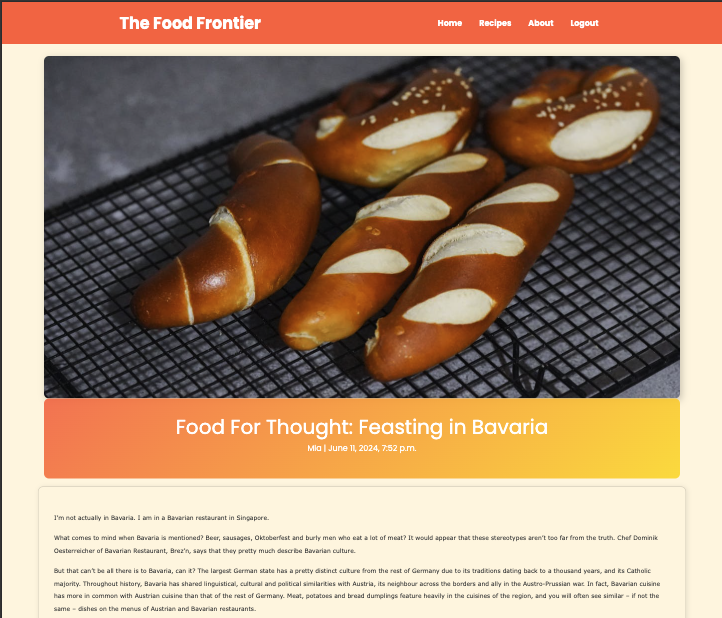 The Food Frontier
Home Recipes About Logout
Food For Thought: Feasting in Bavaria
Mia | June 11, 2024, 7:52 p.m.
I'm not actually in Bavaria. I am in a Bavarian restaurant in Singapore.
What comes to mind when Bavaria is mentioned? Beer, sausages, Oktoberfest and burly men who eat a lot of meat? It would appear that these stereotypes aren't too far from the truth. Chef Dominik
Oesterreicher of Bavarian Restaurant, Brez'n, says that they pretty much describe Bavarian culture.
But that can't be all there is to Bavaria, can it? The largest German state has a pretty distinct culture from the rest of Germany due to its traditions dating back to a thousand years, and its Catholic
majority. Throughout history, Bavaria has shared linguistical, cultural and political similarities with Austria, its neighbour across the borders and ally in the Austro-Prussian war. In fact, Bavarian cuisine
has more in common with Austrian cuisine than that of the rest of Germany. Meat, potatoes and bread dumplings feature heavily in the cuisines of the region, and you will often see similar – if not the
same – dishes on the menus of Austrian and Bavarian restaurants.